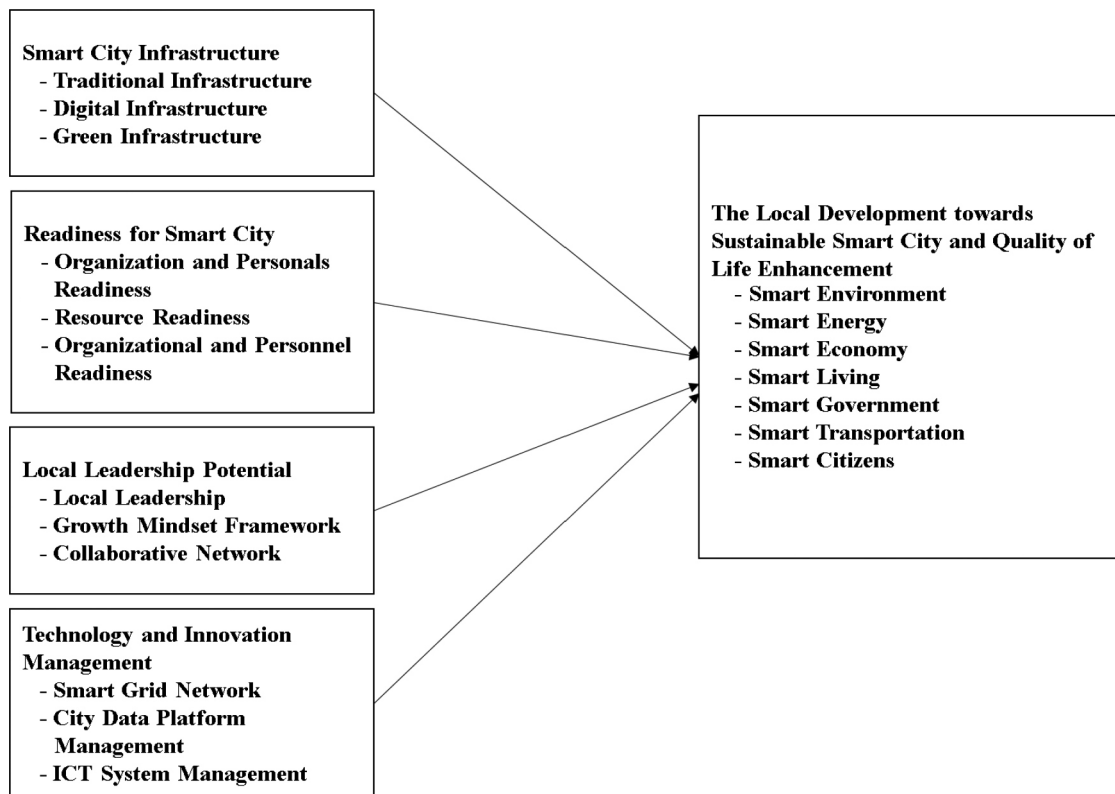 Smart City Infrastructure
- Traditional Infrastructure
- Digital Infrastructure
- Green Infrastructure
Readiness for Smart City
- Organization and Personals
Readiness
- Resource Readiness
- Organizational and Personnel
Readiness
Local Leadership Potential
- Local Leadership
- Growth Mindset Framework
- Collaborative Network
Technology and Innovation
Management
- Smart Grid Network
- City Data Platform
Management
- ICT System Management
The Local Development towards
Sustainable Smart City and Quality of
Life Enhancement
- Smart Environment
- Smart Energy
- Smart Economy
- Smart Living
- Smart Government
- Smart Transportation
- Smart Citizens